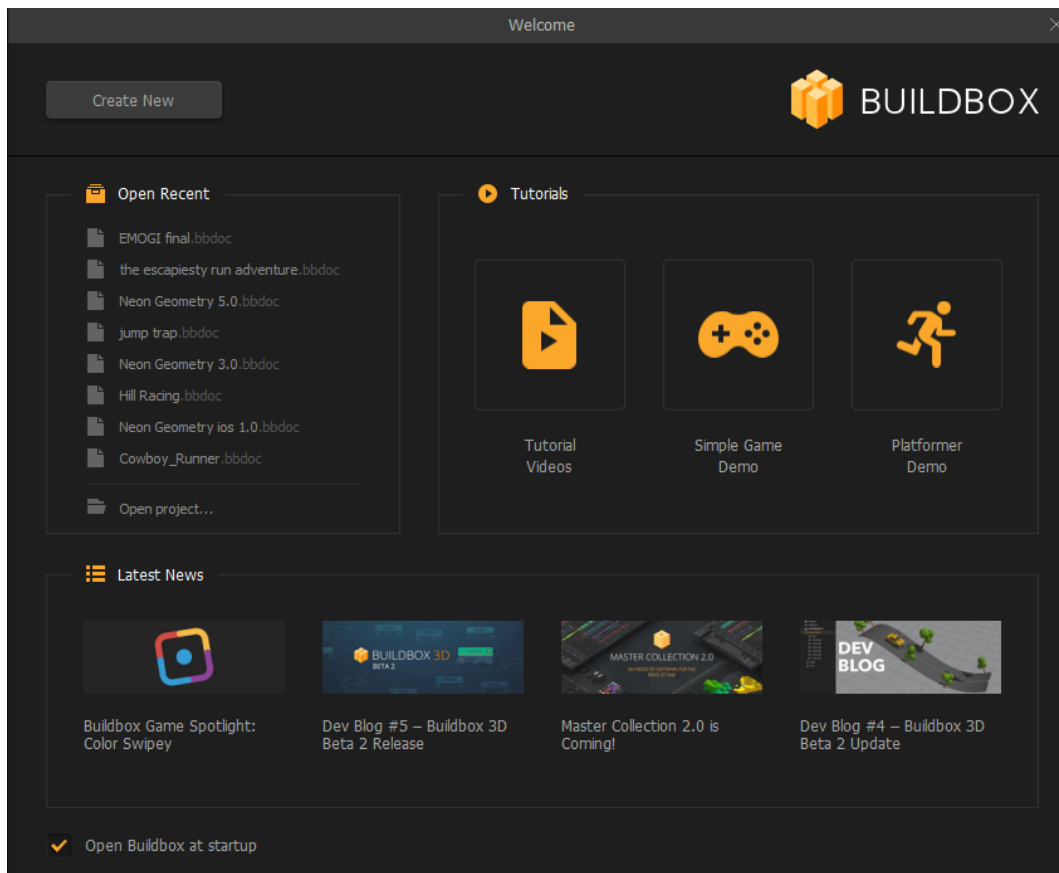 Welcome
Create New
BUILDBOX
Open Recent
EMOGI final.bbdoc
the escapiesty run adventure.bbdoc
Neon Geometry 5.0.bbdoc
jump trap.bbdoc
Neon Geometry 3.0.bbdoc
Hill Racing.bbdoc
Neon Geometry ios 1.0.bbdoc
Cowboy_Runner.bbdoc
Open project...
Tutorials
Tutorial
Videos
Simple Game
Demo
Platformer
Demo
Latest News
BUILDBOX 3D
BETA 2
MASTER COLLECTION 2.0
DEV
BLOG
Buildbox Game Spotlight:
Color Swipey
Dev Blog #5 – Buildbox 3D
Beta 2 Release
Master Collection 2.0 is
Coming!
Dev Blog #4 – Buildbox 3D
Beta 2 Update
Open Buildbox at startup